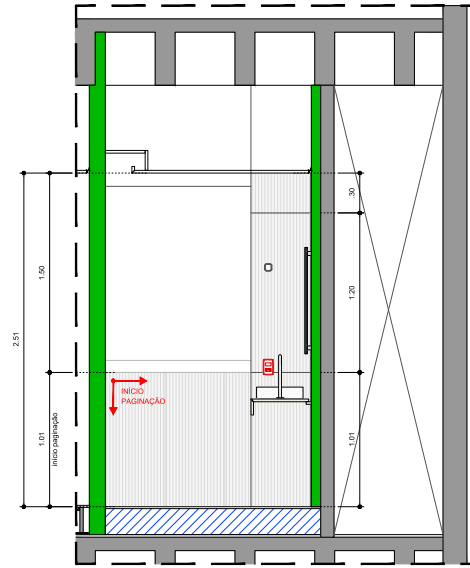 2.51
1.50
1.01
início paginação
INÍCIO
PAGINAÇÃO
.30
1.20
1.01